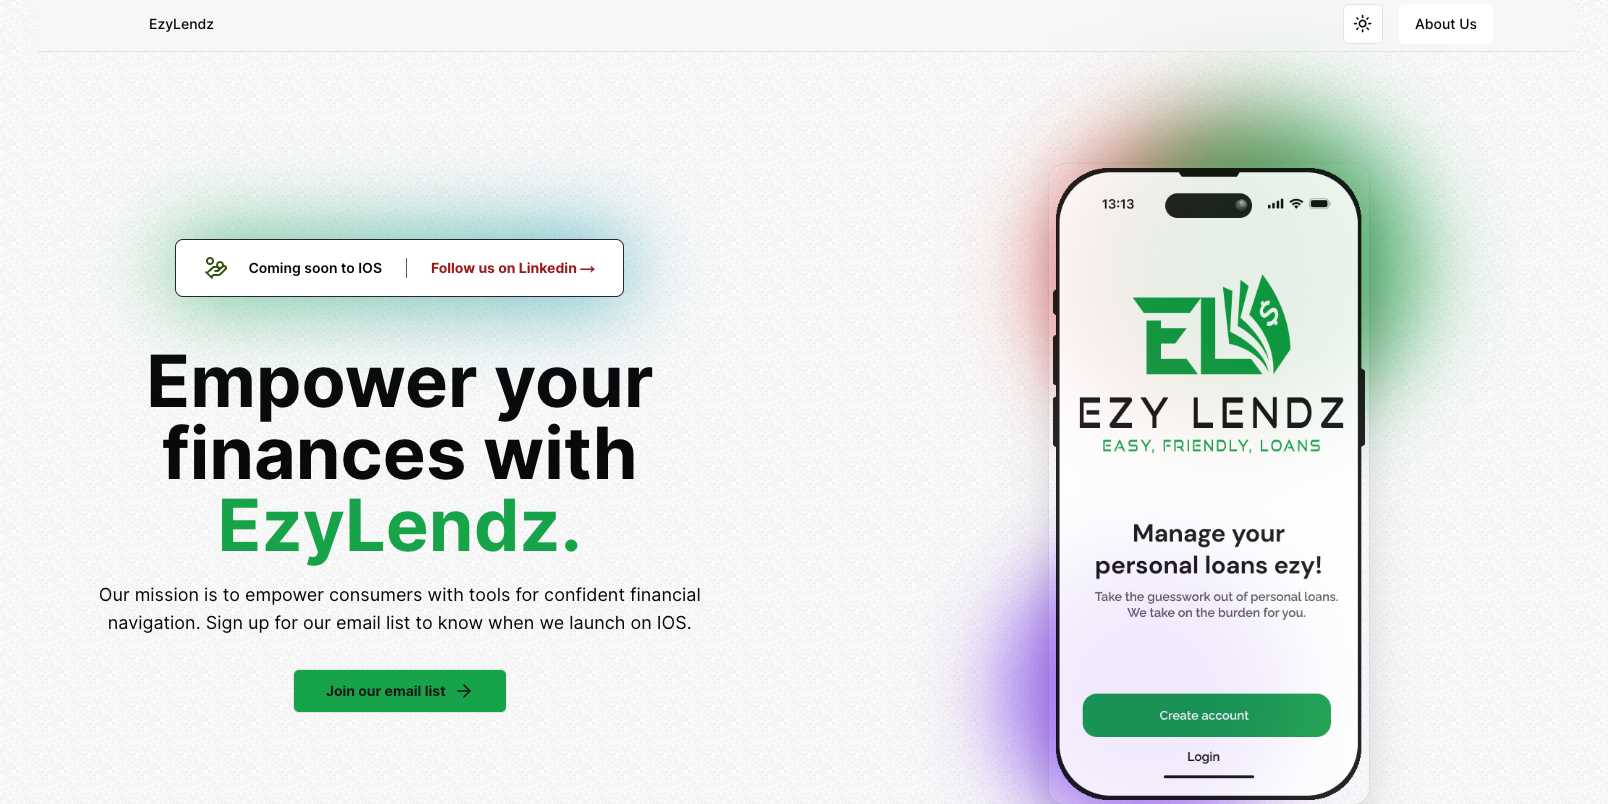 EzyLendz
About Us
Coming soon to IOS
Follow us on Linkedin →
Empower your
finances with
EzyLendz.
Our mission is to empower consumers with tools for confident financial
navigation. Sign up for our email list to know when we launch on IOS.
Join our email list →
13:13
EL$
EZY LENDZ
EASY, FRIENDLY, LOANS
Manage your
personal loans ezy!
Take the guesswork out of personal loans.
We take on the burden for you.
Create account
Login